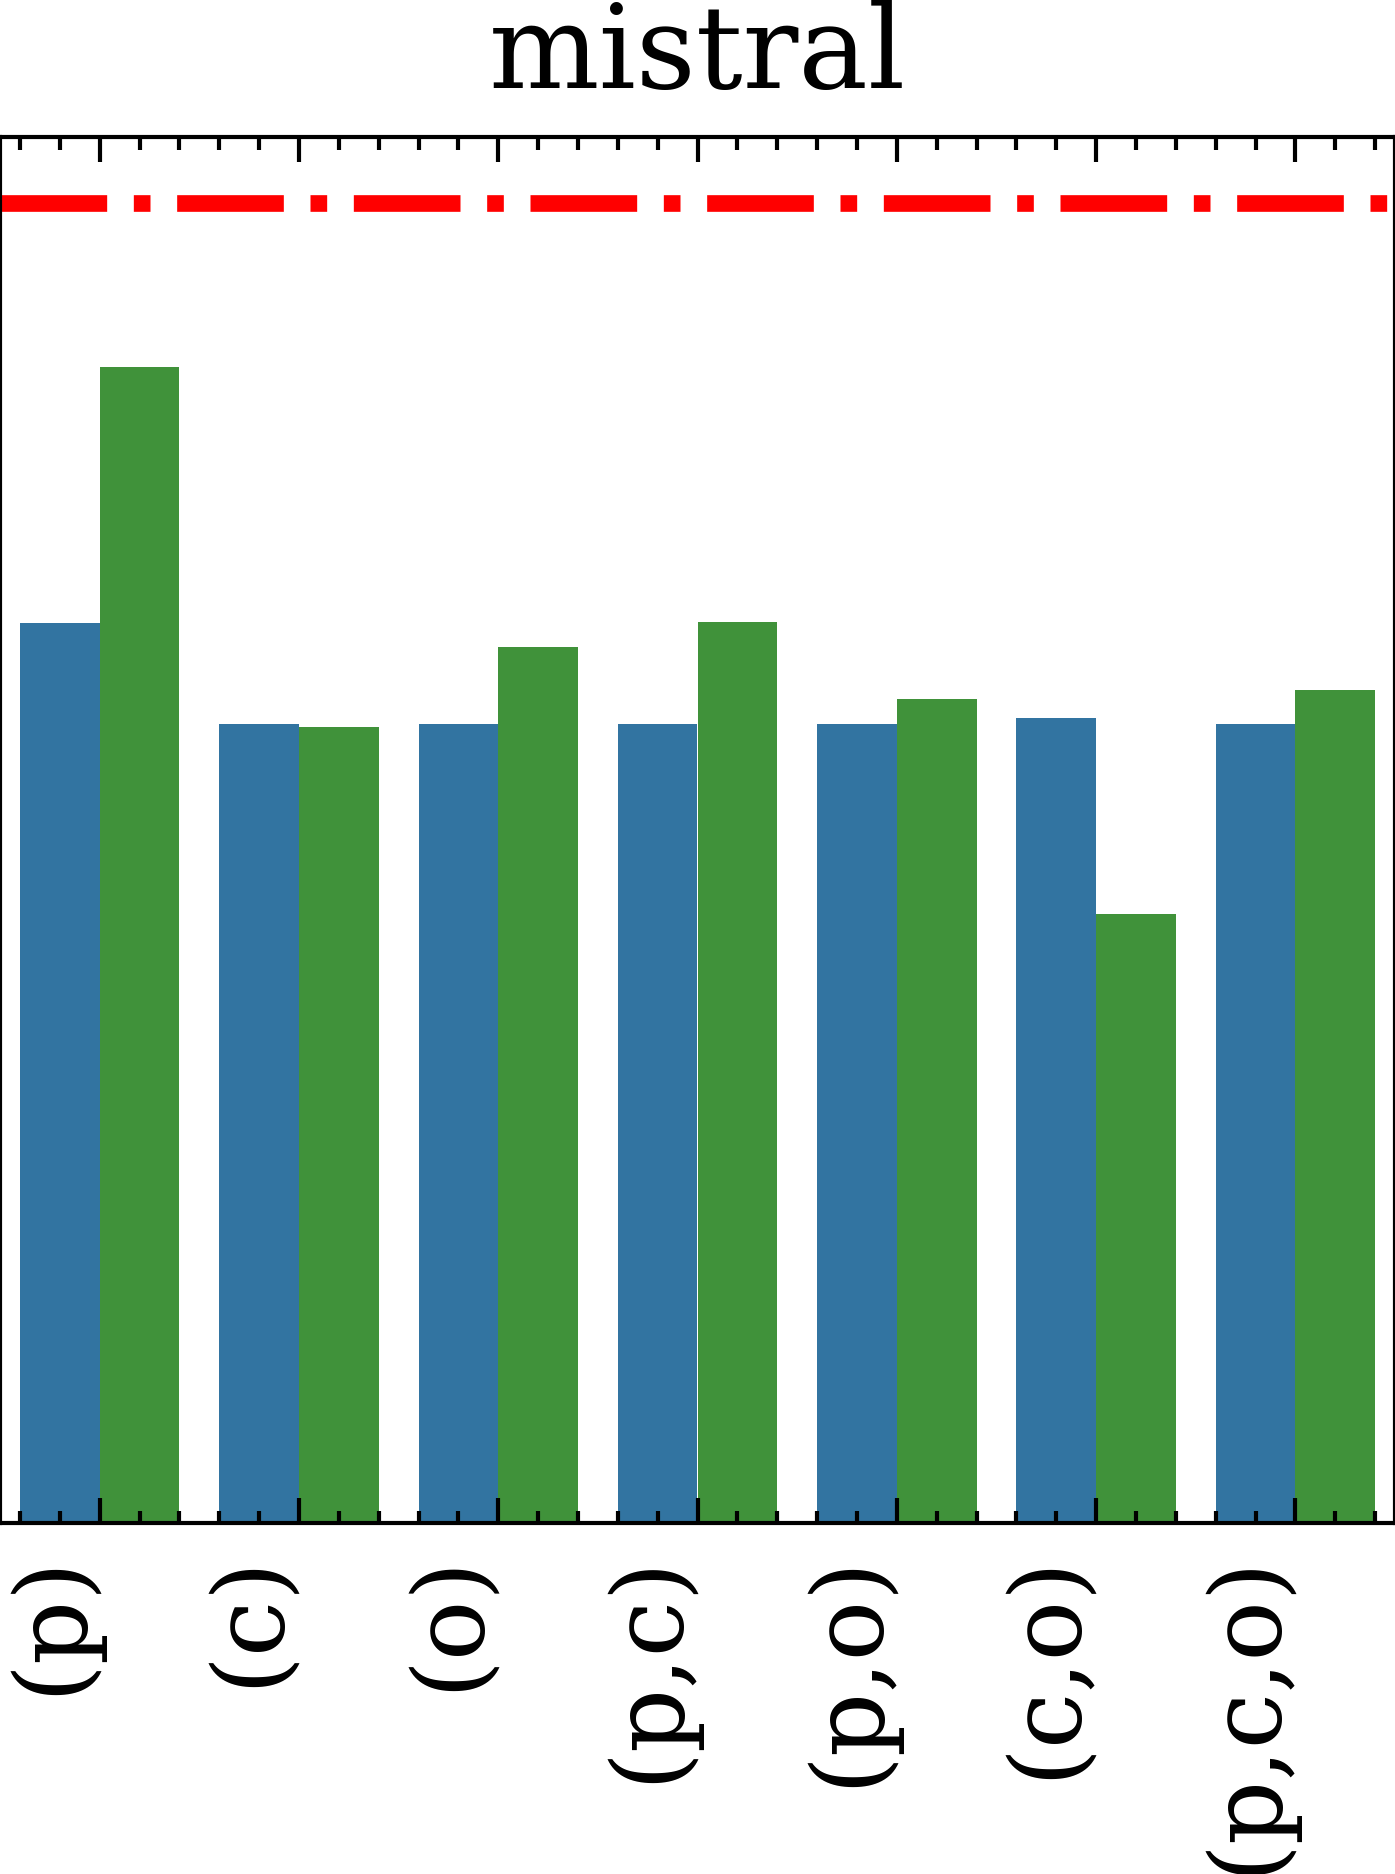 mistral
(p)
(c)
(o)
(p,c)
(p,o)
(c,o)
(p,c,o)